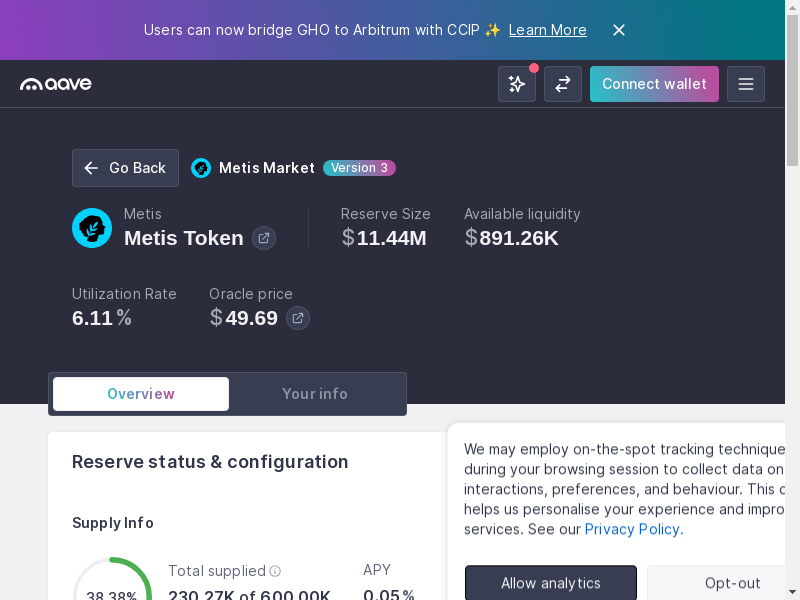 Users can now bridge GHO to Arbitrum with CCIP ✨ Learn More
aave
Connect wallet
Go Back
Metis Market
Version 3
Metis
Metis Token
Reserve Size
$11.44M
Available liquidity
$891.26K
Utilization Rate
6.11%
Oracle price
$49.69
Overview
Your info
Reserve status & configuration
Supply Info
38.38%
Total supplied
230.27K of 600.00K
APY
0.05%
We may employ on-the-spot tracking technique
during your browsing session to collect data on
interactions, preferences, and behaviour. This
helps us personalise your experience and impro
services. See our Privacy Policy.
Allow analytics
Opt-out